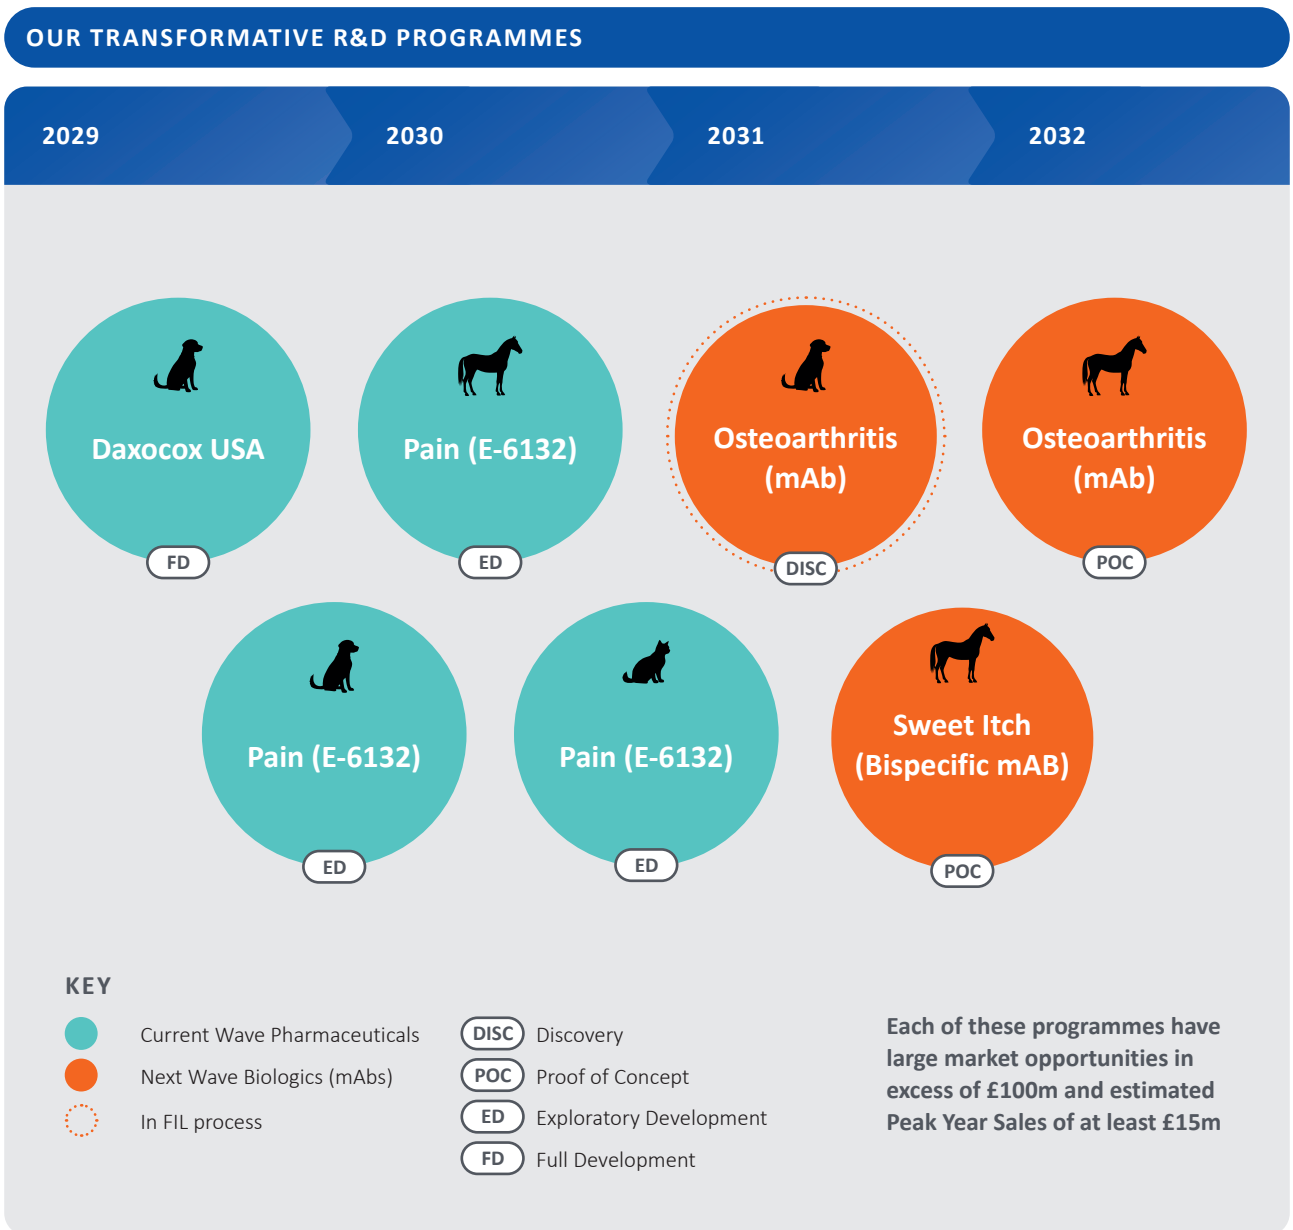 OUR TRANSFORMATIVE R&D PROGRAMMES
2029
2030
2031
2032
Daxocox USA
FD
Pain (E-6132)
ED
Osteoarthritis
(mAb)
DISC
Osteoarthritis
(mAb)
POC
Pain (E-6132)
ED
Pain (E-6132)
ED
Sweet Itch
(Bispecific mAB)
POC
KEY
Current Wave Pharmaceuticals
Next Wave Biologics (mAbs)
In FIL process
DISC Discovery
POC Proof of Concept
ED Exploratory Development
FD Full Development
Each of these programmes have
large market opportunities in
excess of £100m and estimated
Peak Year Sales of at least £15m